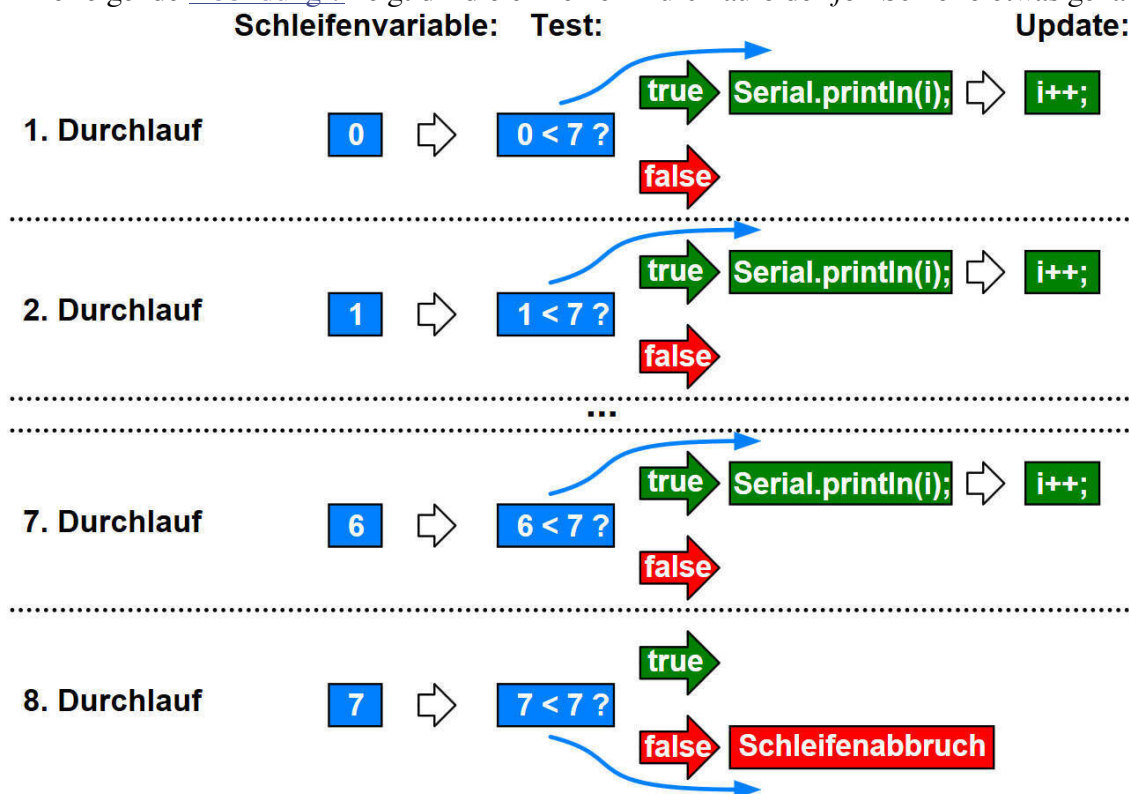 Schleifenvariable: Test: Update:
true Serial.println(i); i++;
1. Durchlauf 0 0 < 7 ?
false
true Serial.println(i); i++;
2. Durchlauf 1 1 < 7 ?
false
...
true Serial.println(i); i++;
7. Durchlauf 6 6 < 7 ?
false
true
8. Durchlauf 7 7 < 7 ?
false Schleifenabbruch